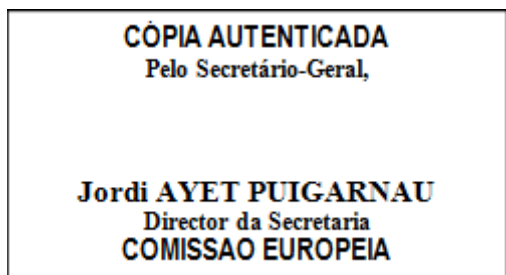 CÓPIA AUTENTICADA
Pelo Secretário-Geral,
Jordi AYET PUIGARNAU
Director da Secretaria
COMISSAO EUROPEIA